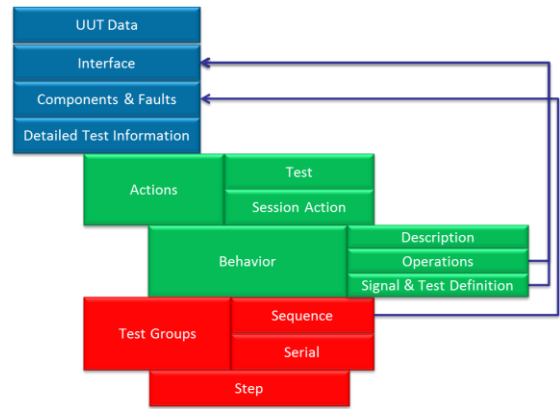 UUT Data
Interface
Components & Faults
Detailed Test Information
Actions
Test
Session Action
Behavior
Description
Operations
Signal & Test Definition
Test Groups
Sequence
Serial
Step